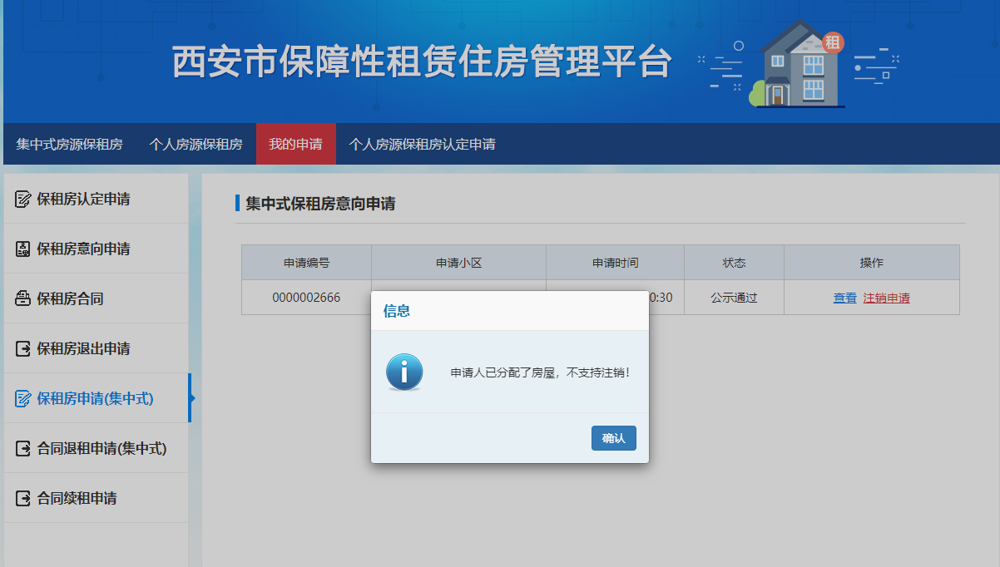 西安市保障性租赁住房管理平台
租
集中式房源保租房 个人房源保租房 我的申请 个人房源保租房认定申请
保租房认定申请
保租房意向申请
保租房合同
保租房退出申请
保租房申请(集中式)
合同退租申请(集中式)
合同续租申请
集中式保租房意向申请
申请编号 申请小区 申请时间 状态 操作
0000002666 0:30 公示通过 查看 注销申请
信息
申请人已分配了房屋，不支持注销！
确认